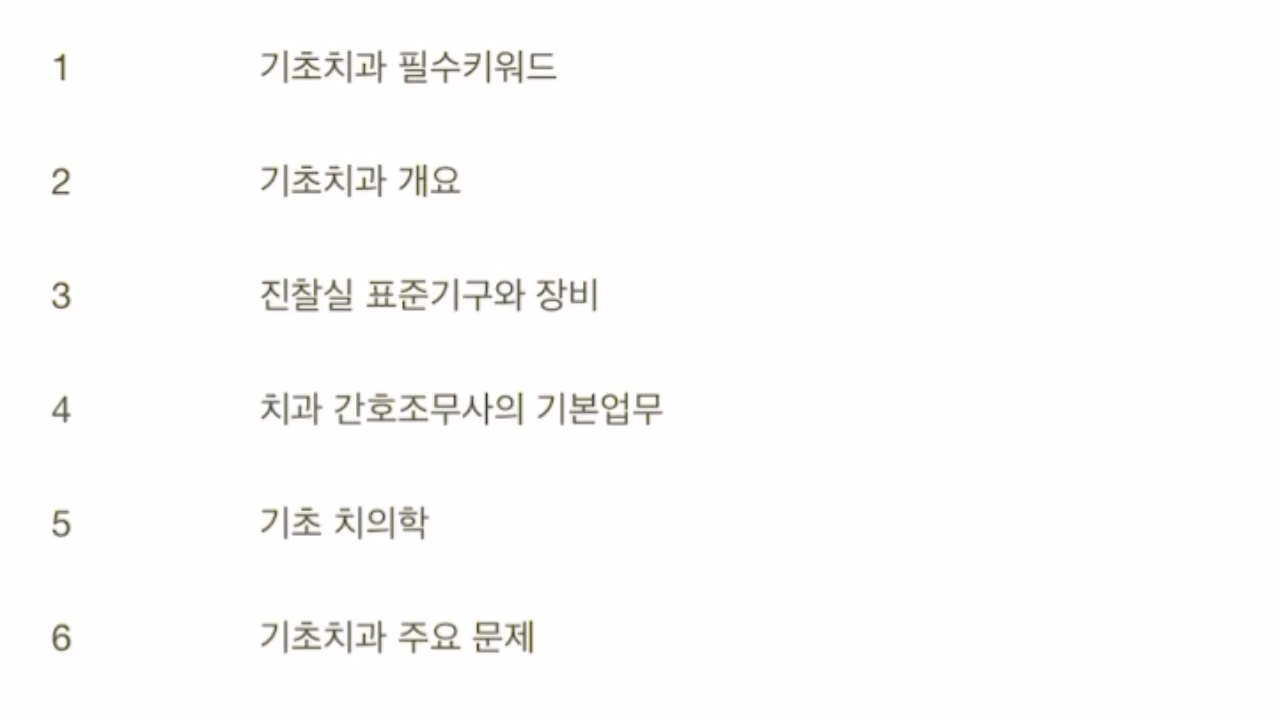 1 기초치과 필수키워드
2 기초치과 개요
3 진찰실 표준기구와 장비
4 치과 간호조무사의 기본업무
5 기초 치의학
6 기초치과 주요 문제